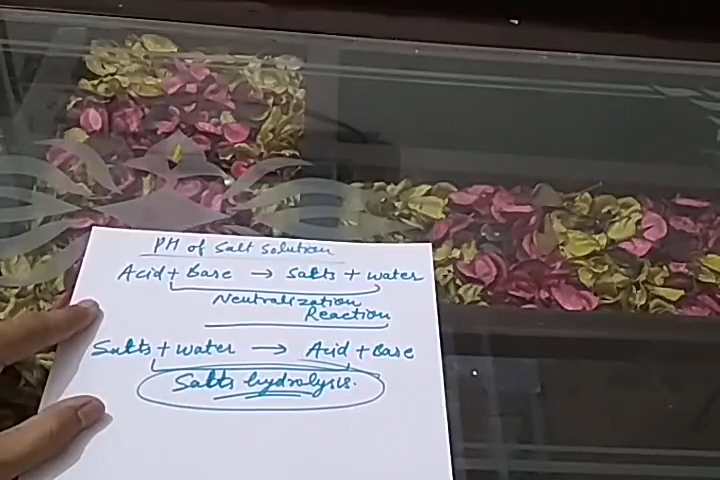 PH of Salt Solution
Acid + Base → Salts + water
Neutralization
Reaction
Salts + water → Acid + Base
Salts hydrolysis.